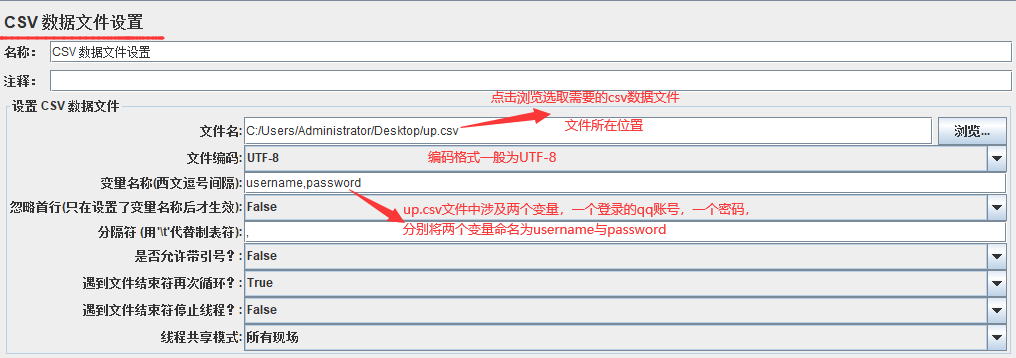 CSV 数据文件设置
名称: CSV 数据文件设置
注释:
设置 CSV 数据文件
点击浏览选取需要的csv数据文件
文件名: C:/Users/Administrator/Desktop/up.csv 文件所在位置 浏览...
文件编码: UTF-8 编码格式一般为UTF-8
变量名称(西文逗号间隔): username,password
忽略首行(只在设置了变量名称后才生效): False up.csv文件中涉及两个变量，一个登录的qq账号，一个密码，
分隔符 (用'\t'代替制表符): , 分别将两个变量命名为username与password
是否允许带引号?: False
遇到文件结束符再次循环?: True
遇到文件结束符停止线程?: False
线程共享模式: 所有现场